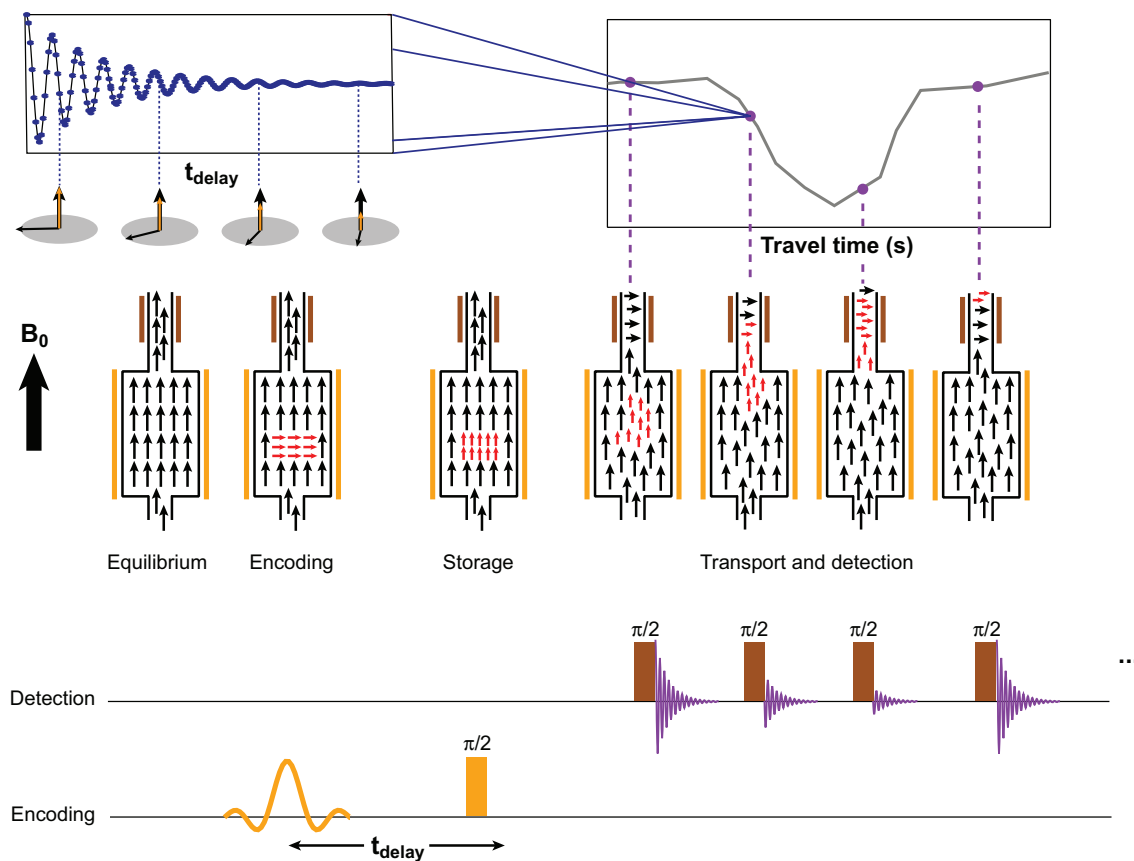 t_delay
Travel time (s)
B_0
Equilibrium
Encoding
Storage
Transport and detection
π/2
π/2
π/2
π/2
..
Detection
π/2
Encoding
t_delay